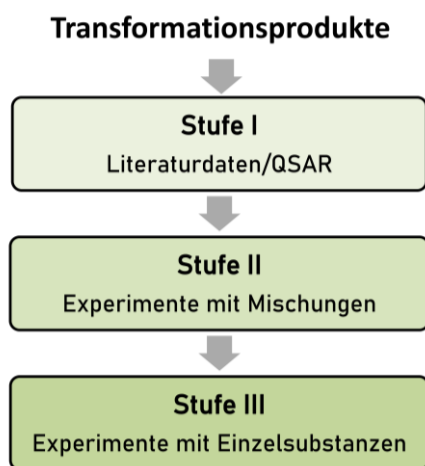 Transformationsprodukte
Stufe I
Literaturdaten/QSAR
Stufe II
Experimente mit Mischungen
Stufe III
Experimente mit Einzelsubstanzen